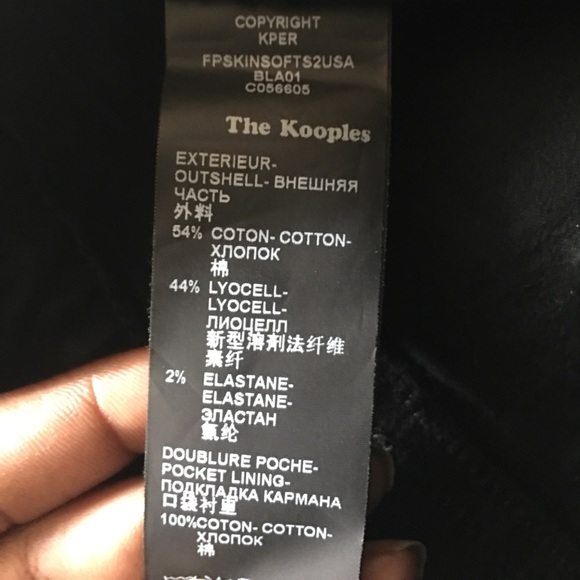 COPYRIGHT
KPER
FPSKINSOFTS2USA
BLA01
C056605
The Kooples
EXTERIEUR-
OUTSHELL- ВНЕШНЯЯ
ЧАСТЬ
外料
54% COTON- COTTON-
ХЛОПОК
棉
44% LYOCELL-
LYOCELL-
ЛИОЦЕЛЛ
新型溶剂法纤维
素纤
2% ELASTANE-
ELASTANE-
ЭЛАСТАН
氨纶
DOUBLURE POCHE-
POCKET LINING-
ПОДКЛАДКА КАРМАНА
口袋衬里
100%COTON- COTTON-
ХЛОПОК
棉